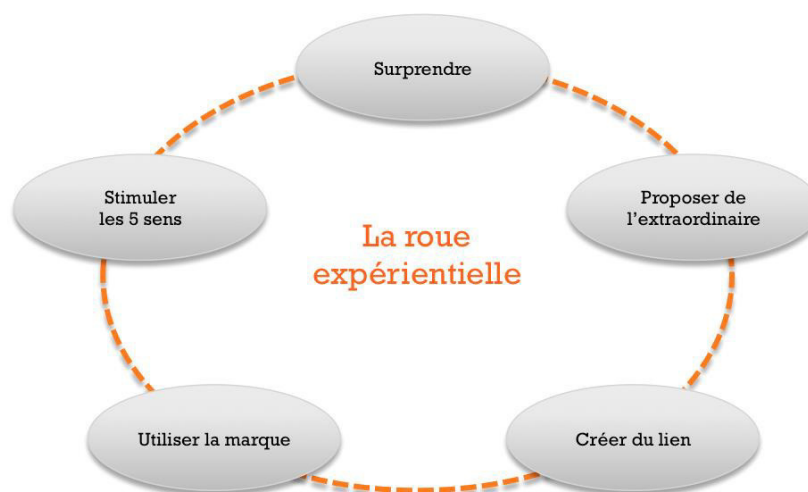 Surprendre
Stimuler
les 5 sens
Proposer de
l'extraordinaire
La roue
expérientielle
Utiliser la marque
Créer du lien